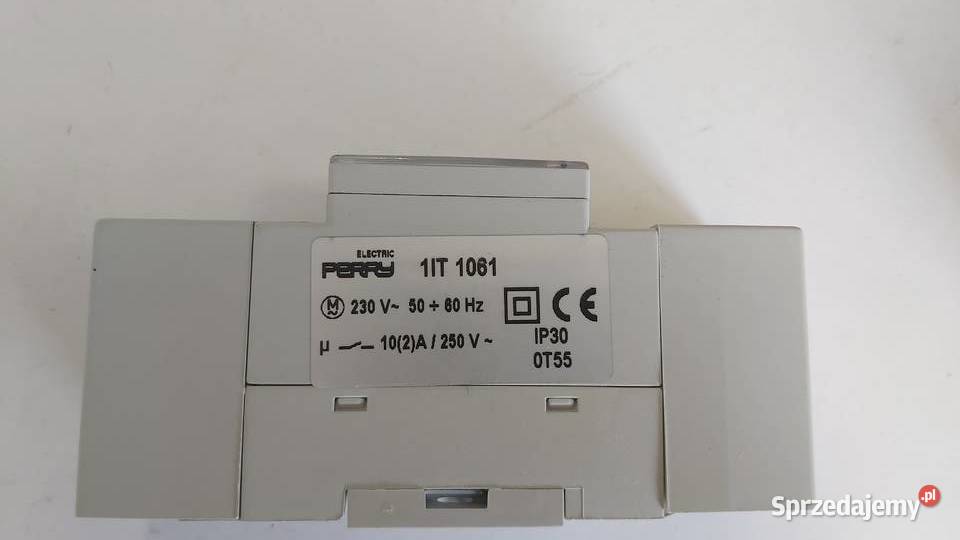 ELECTRIC
PERRY 1IT 1061
M 230 V~ 50 ÷ 60 Hz CE
µ 10(2)A / 250 V ~ IP30
0T55
Sprzedajemy.pl